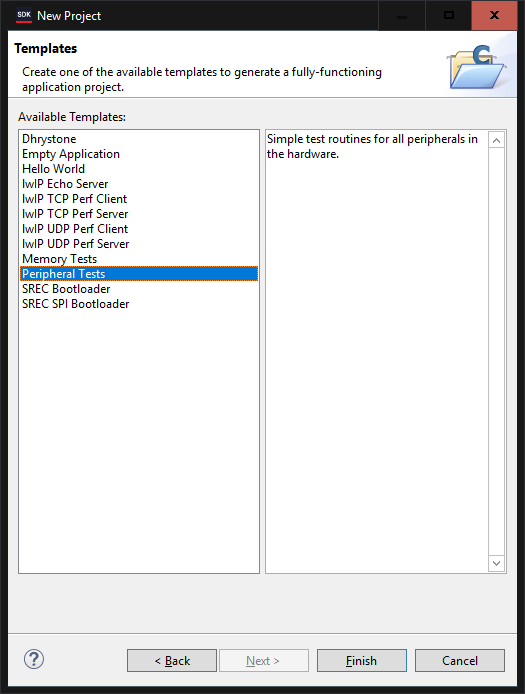 SDK New Project
Templates
Create one of the available templates to generate a fully-functioning
application project.
C
Available Templates:
Dhrystone
Empty Application
Hello World
lwIP Echo Server
lwIP TCP Perf Client
lwIP TCP Perf Server
lwIP UDP Perf Client
lwIP UDP Perf Server
Memory Tests
Peripheral Tests
SREC Bootloader
SREC SPI Bootloader
Simple test routines for all peripherals in
the hardware.
?
< Back
Next >
Finish
Cancel